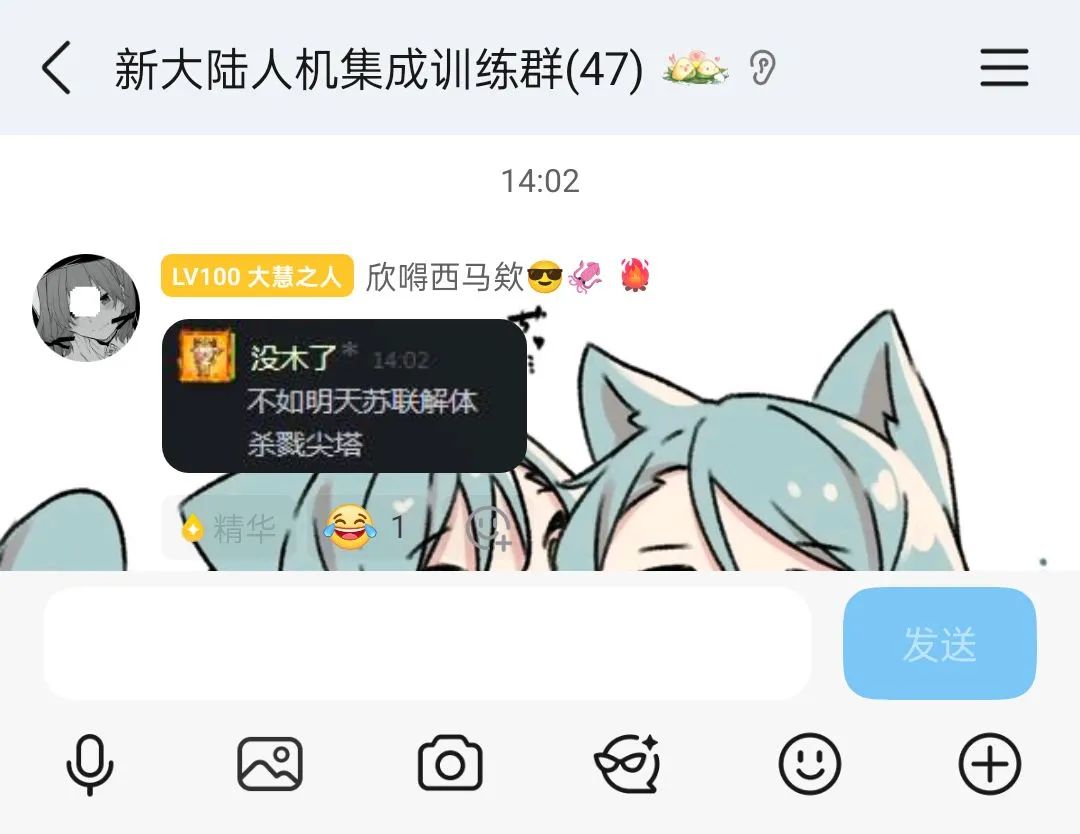 新大陆人机集成训练群(47)
14:02
LV100 大慧之人 欣嘚西马欸😎🦑 🔥
没木了* 14:02
不如明天苏联解体
杀戮尖塔
精华 😂 1
发送